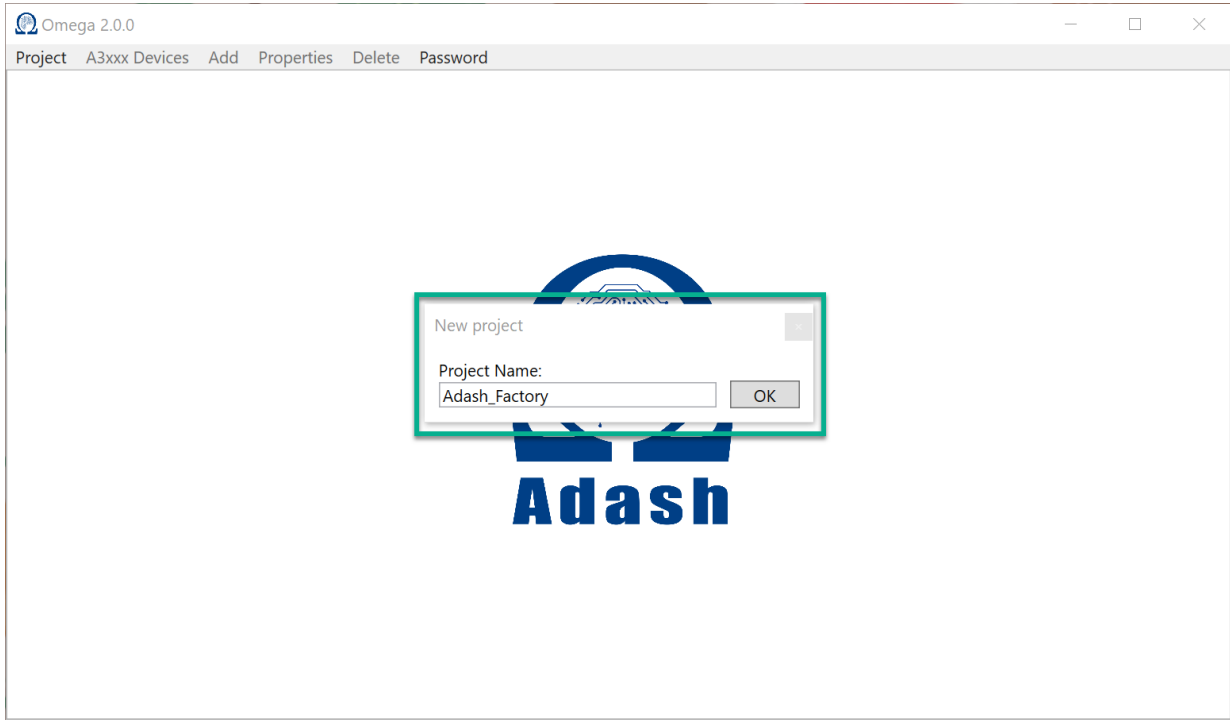 Omega 2.0.0
Project A3xxx Devices Add Properties Delete Password
New project
Project Name:
Adash_Factory OK
Adash